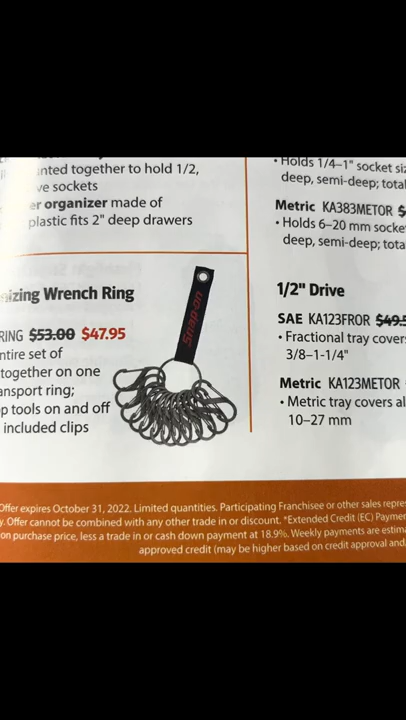 nted together to hold 1/2,
ve sockets
er organizer made of
plastic fits 2" deep drawers
izing Wrench Ring
RING $53.00 $47.95
ntire set of
together on one
ansport ring;
p tools on and off
included clips
Snap-on
• Holds 1/4–1" socket siz
deep, semi-deep; total
Metric KA383METOR $
• Holds 6–20 mm socke
deep, semi-deep; tota
1/2" Drive
SAE KA123FROR $49.5
• Fractional tray cover
3/8–1-1/4"
Metric KA123METOR
• Metric tray covers al
10–27 mm
Offer expires October 31, 2022. Limited quantities. Participating Franchisee or other sales repre
y. Offer cannot be combined with any other trade in or discount. *Extended Credit (EC) Paymen
on purchase price, less a trade in or cash down payment at 18.9%. Weekly payments are estim
approved credit (may be higher based on credit approval and